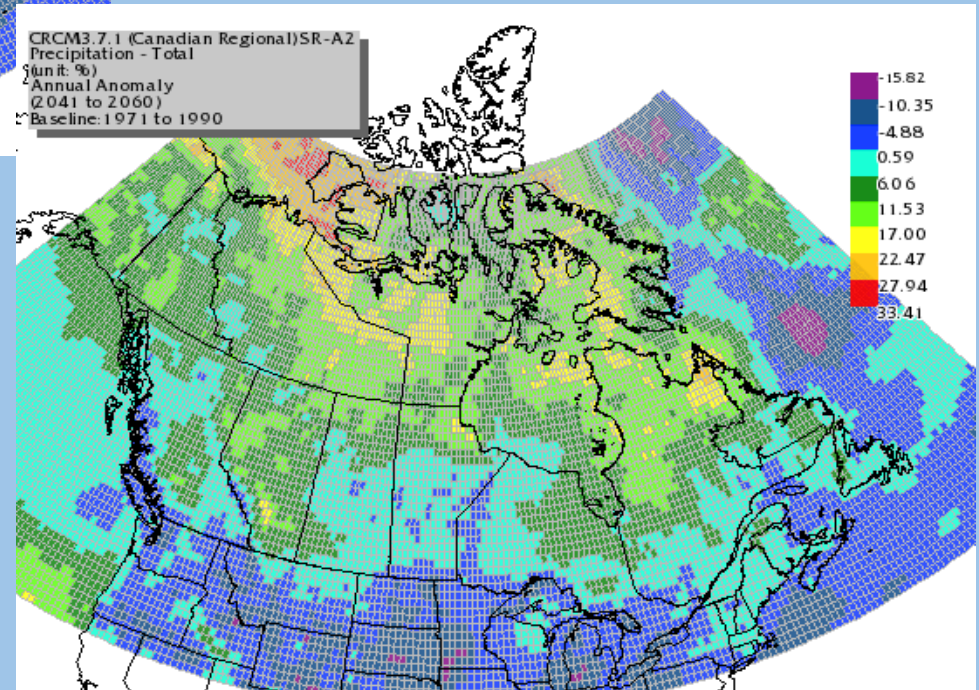 CRCM3.7.1 (Canadian Regional)SR-A2
Precipitation - Total
(unit: %)
Annual Anomaly
(2041 to 2060)
Baseline: 1971 to 1990
-15.82
-10.35
-4.88
0.59
6.06
11.53
17.00
22.47
27.94
33.41